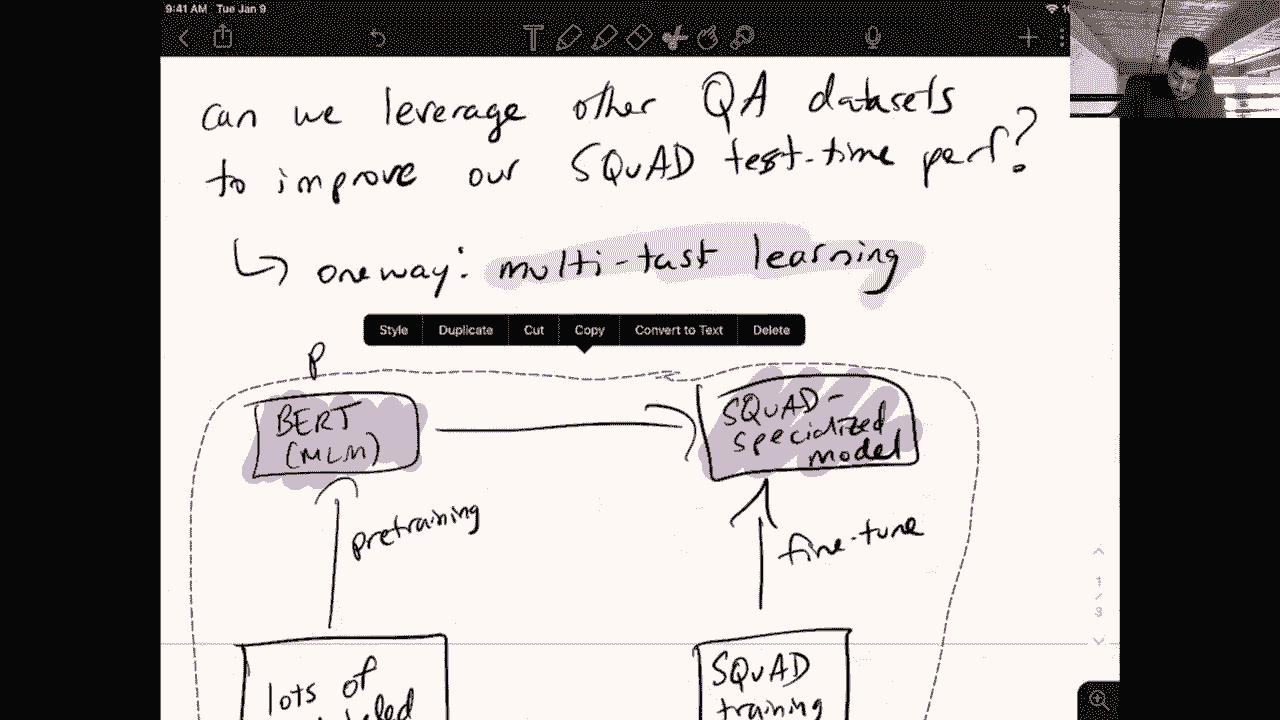 9:41 AM Tue Jan 9
can we leverage other QA datasets
to improve our SQuAD test-time perf?
↳ one way: multi-tast learning
Style Duplicate Cut Copy Convert to Text Delete
P
BERT
(MLM)
SQuAD-
specialized
model
pretraining
fine-tune
1
/
3
lots of
SQuAD
training